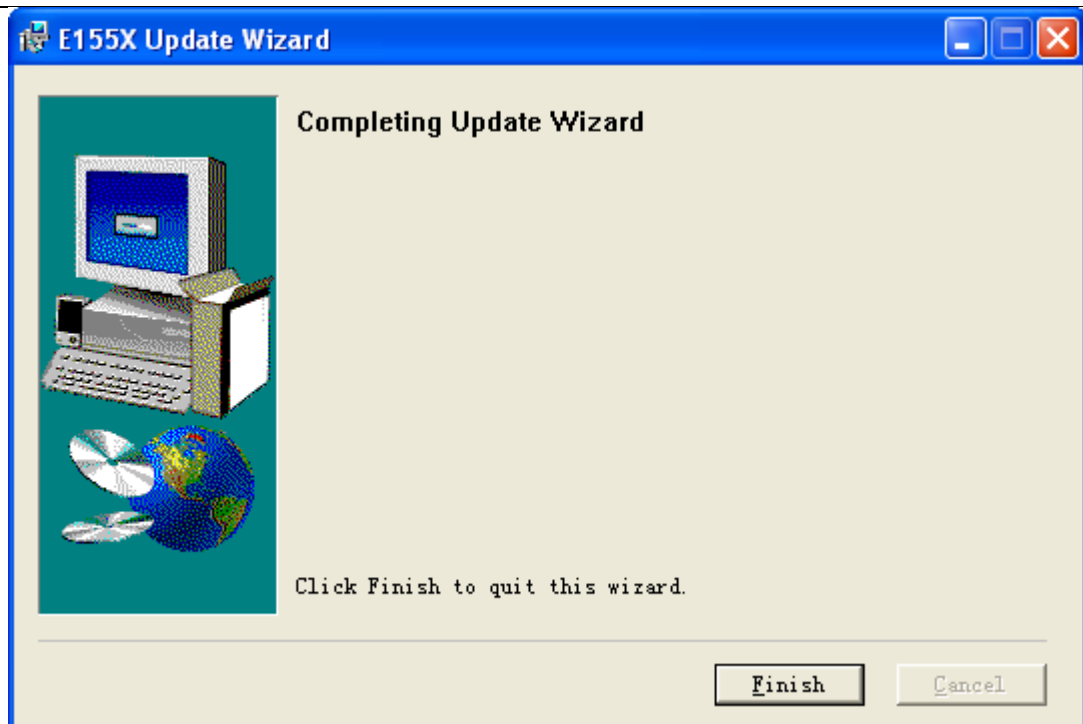 E155X Update Wizard
Completing Update Wizard
Click Finish to quit this wizard.
Finish
Cancel